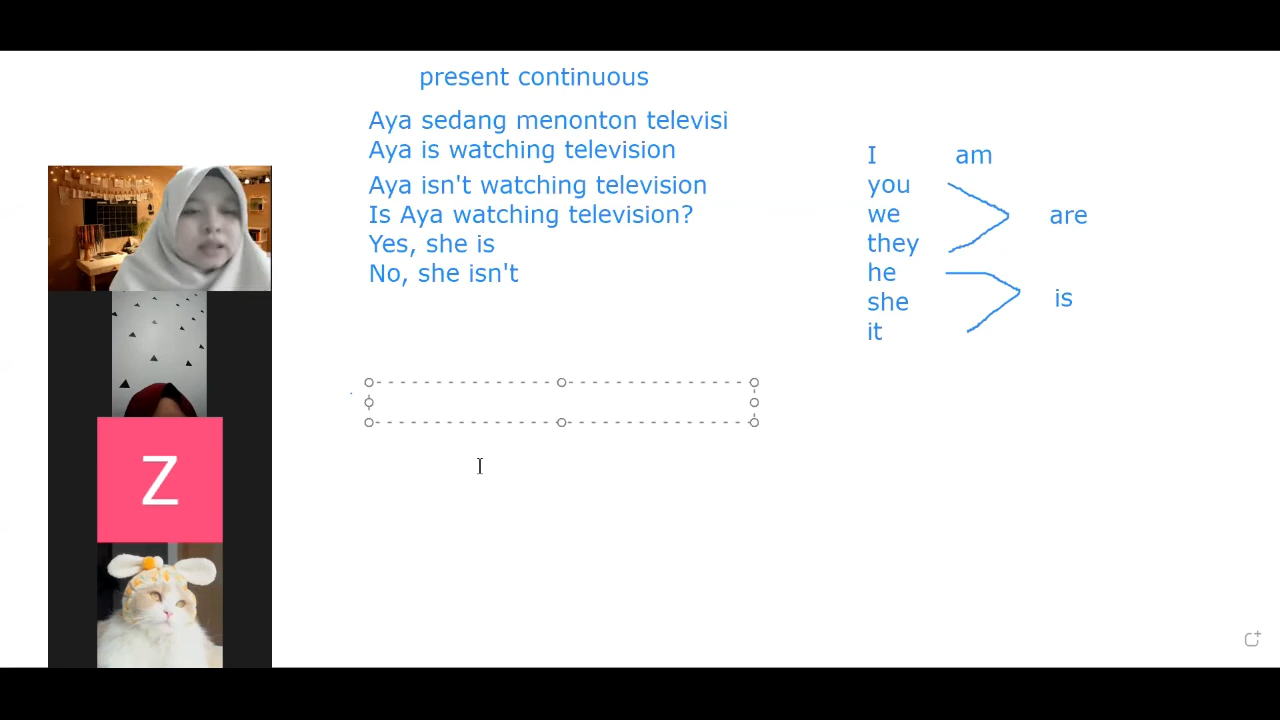 present continuous
Aya sedang menonton televisi
Aya is watching television
Aya isn't watching television
Is Aya watching television?
Yes, she is
No, she isn't
I am
you
we are
they
he
she is
it
Z